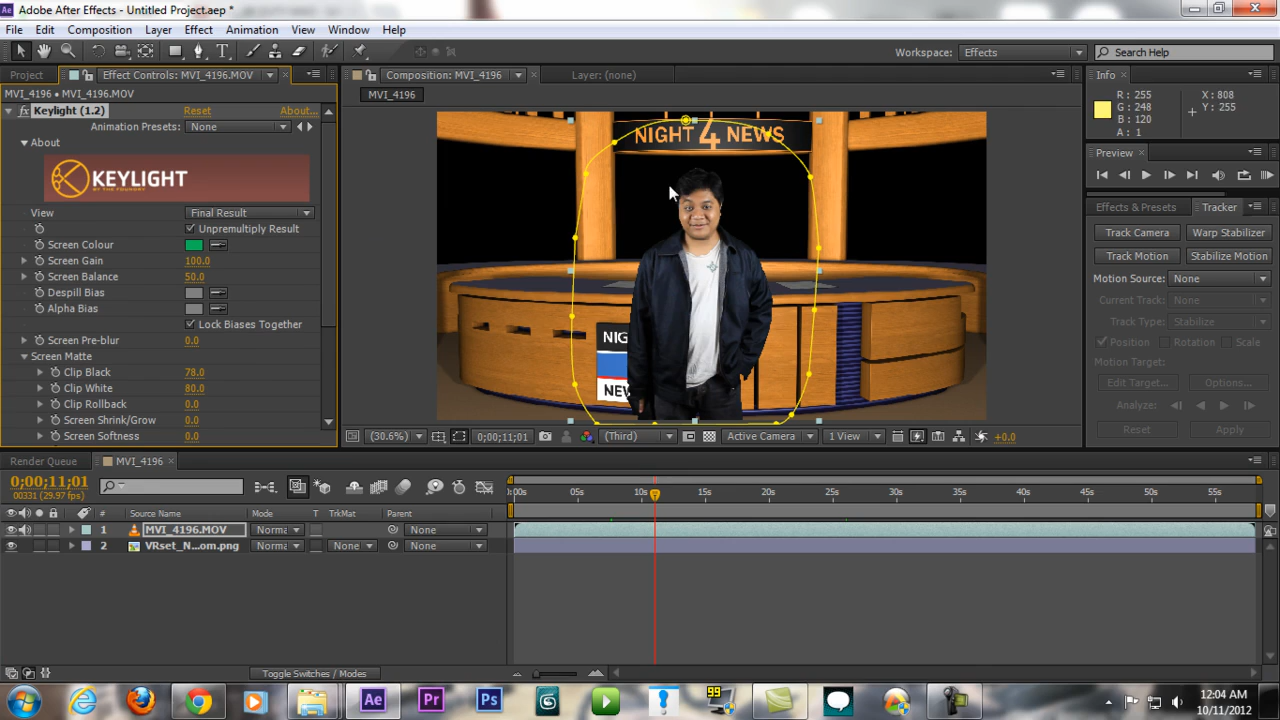 Ae Adobe After Effects - Untitled Project.aep *
File Edit Composition Layer Effect Animation View Window Help
Workspace: Effects Search Help
Project Effect Controls: MVI_4196.MOV Composition: MVI_4196 Layer: (none) Info
MVI_4196 • MVI_4196.MOV
MVI_4196
fx Keylight (1.2) Reset About...
Animation Presets: None
About
KEYLIGHT
BY THE FOUNDRY
View Final Result
Unpremultiply Result
Screen Colour
Screen Gain 100.0
Screen Balance 50.0
Despill Bias
Alpha Bias
Lock Biases Together
Screen Pre-blur 0.0
Screen Matte
Clip Black 78.0
Clip White 80.0
Clip Rollback 0.0
Screen Shrink/Grow 0.0
Screen Softness 0.0
NIGHT 4 NEWS
NIG
NEW
(30.6%) 0;00;11;01 (Third) Active Camera 1 View +0.0
R: 255 X: 808
G: 248 Y: 255
B: 120
A: 1
Preview
Effects & Presets Tracker
Track Camera Warp Stabilizer
Track Motion Stabilize Motion
Motion Source: None
Current Track: None
Track Type: Stabilize
Position Rotation Scale
Motion Target:
Edit Target... Options...
Analyze:
Reset Apply
Render Queue MVI_4196
0;00;11;01
00331 (29.97 fps)
0:00s 05s 10s 15s 20s 25s 30s 35s 40s 45s 50s 55s
# Source Name Mode T TrkMat Parent
1 MVI_4196.MOV Norma None
2 VRset_N...om.png Norma None None
Toggle Switches / Modes
Ae Pr Ps 99
12:04 AM
10/11/2012